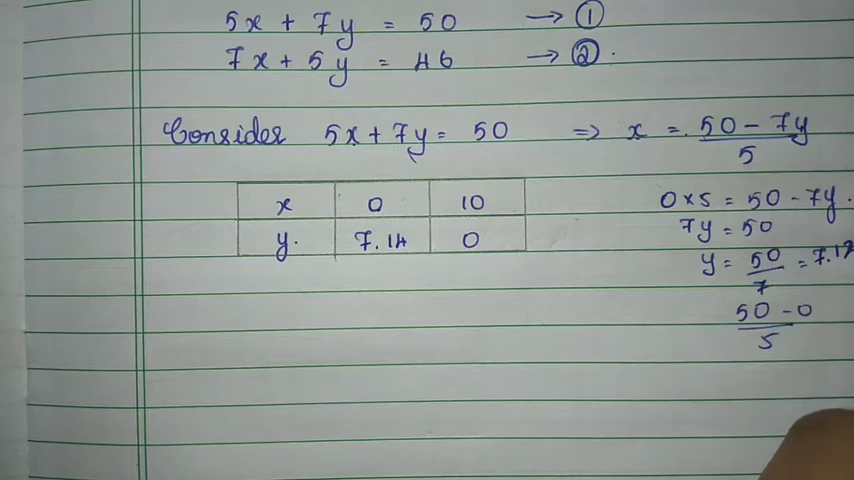 5x + 7y = 50 → ①
7x + 5y = 46 → ②.
Consider 5x + 7y = 50 ⇒ x = (50 - 7y)/5
x 0 10
y. 7.14 0
0 × 5 = 50 - 7y.
7y = 50
y = 50/7 = 7.17
(50 - 0)/5